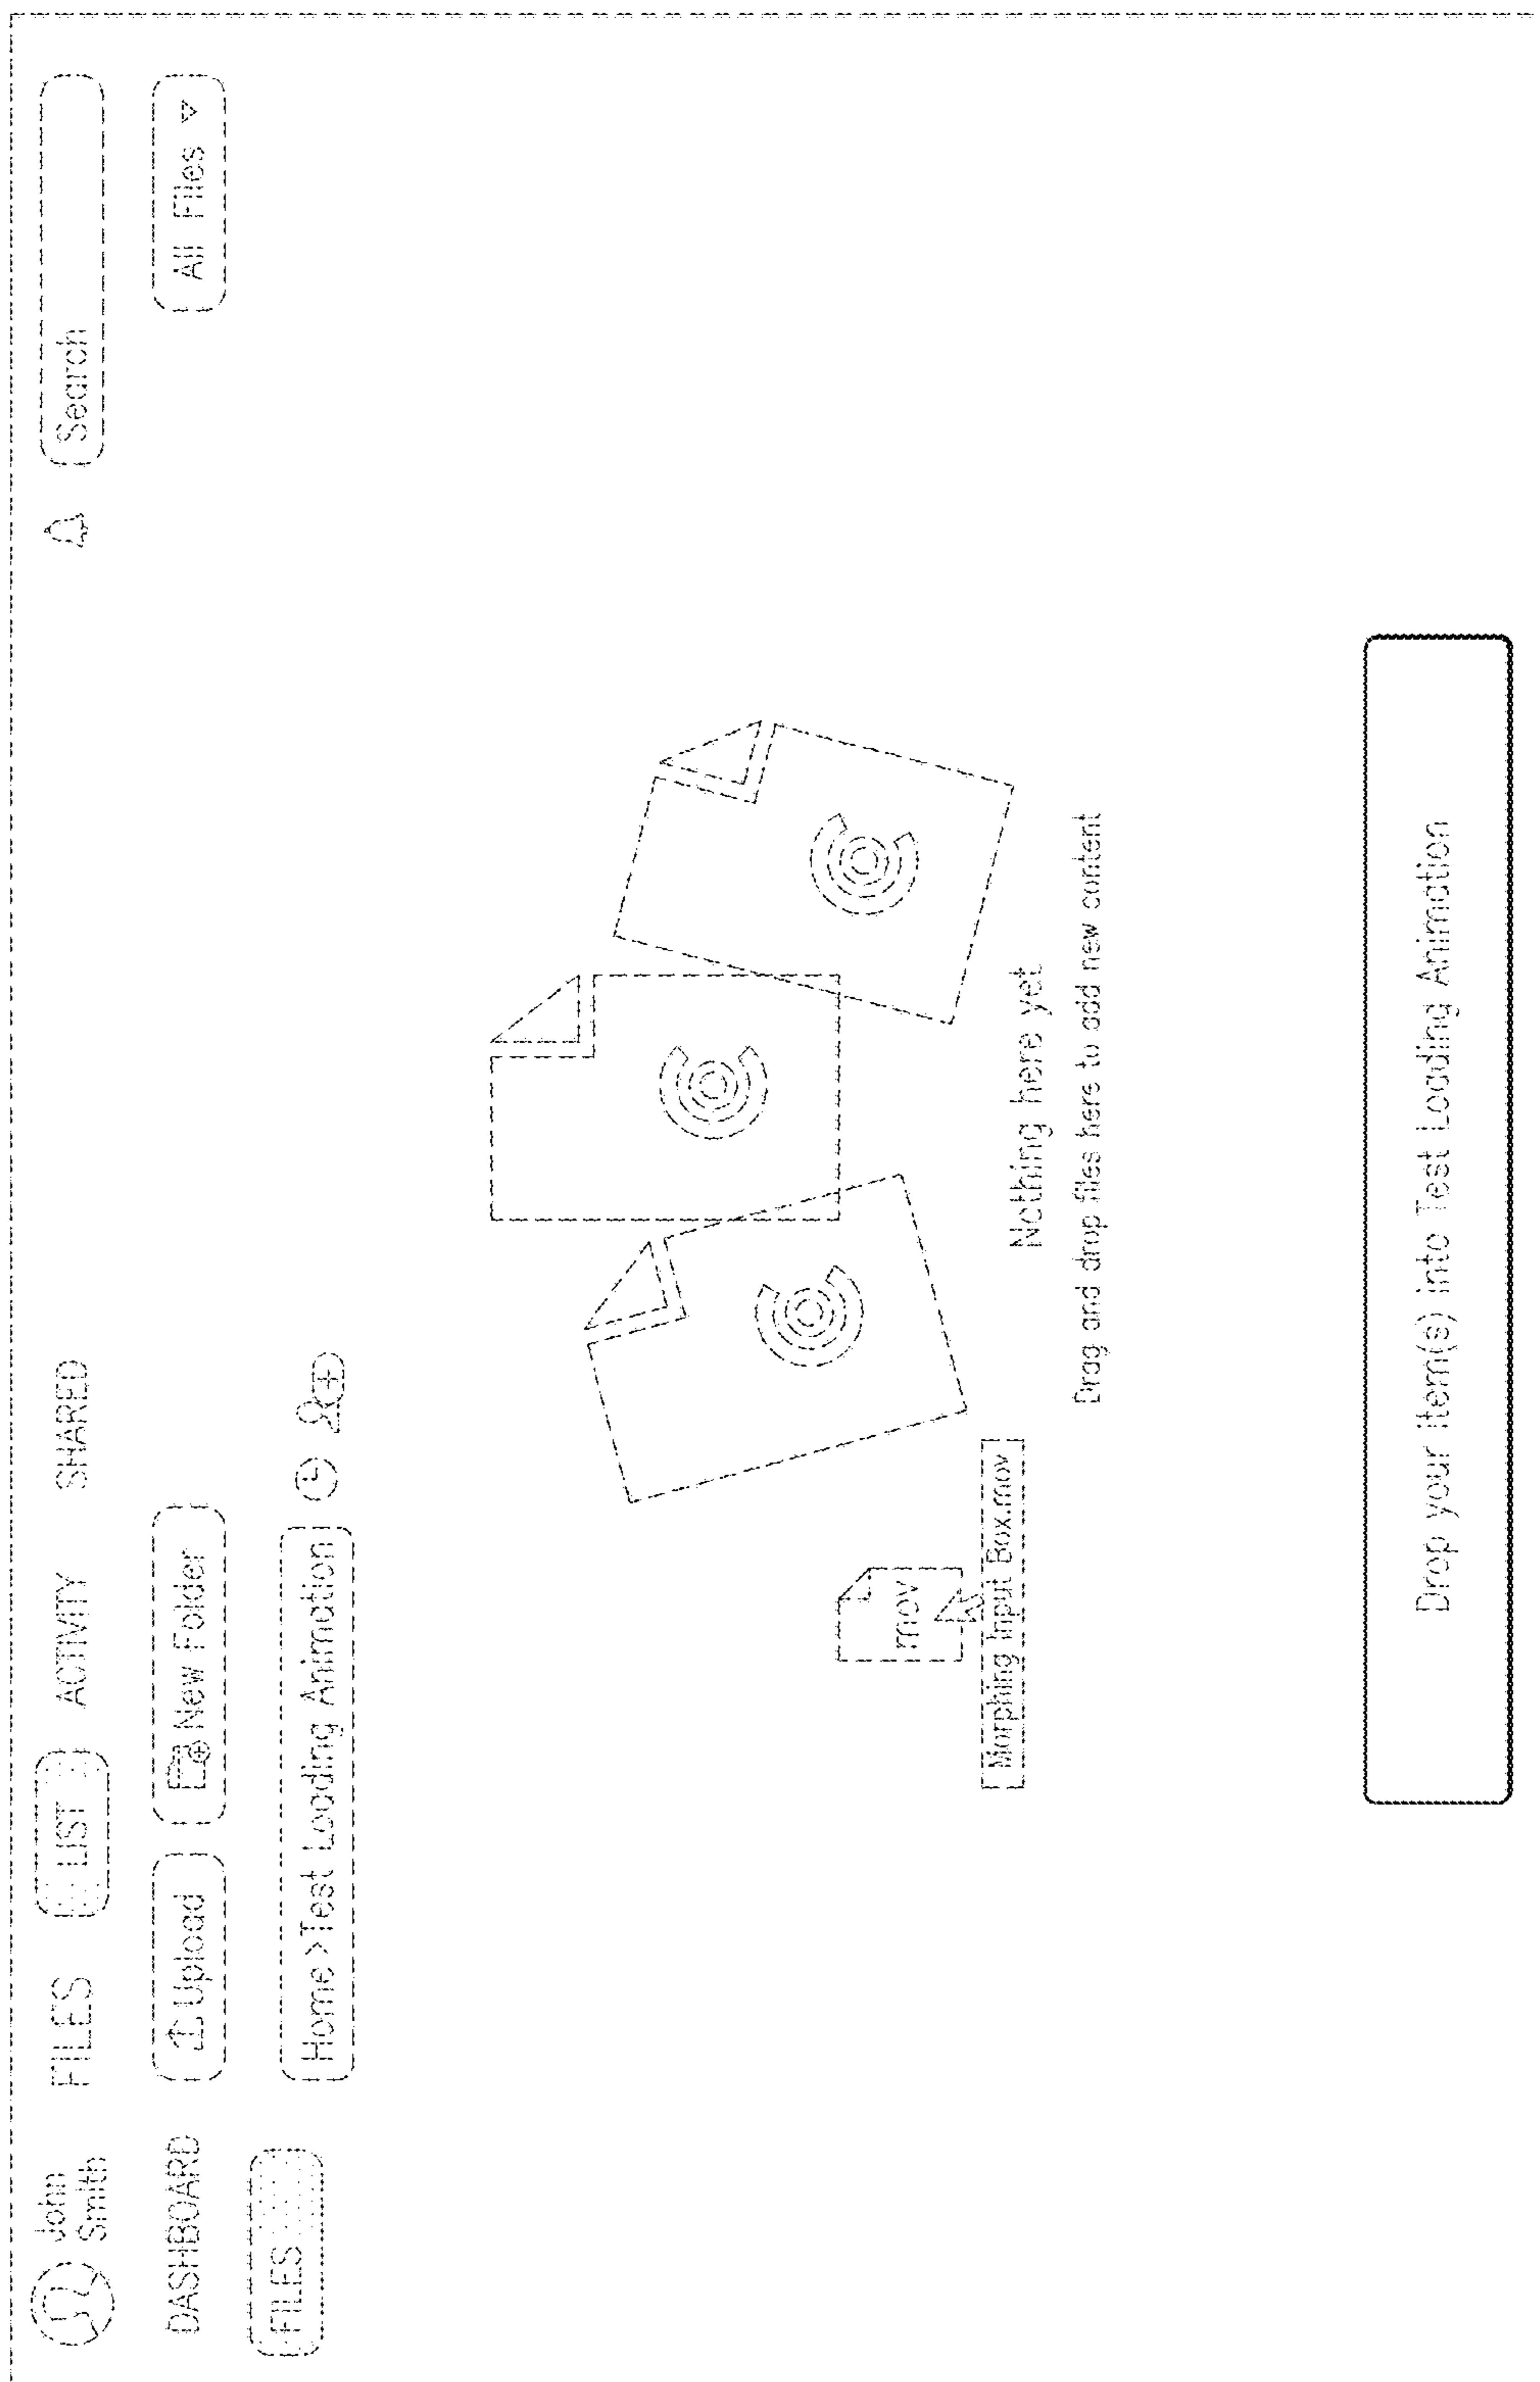 John
Smith
FILES
LIST
ACTIVITY
SHARED
Search
DASHBOARD
Upload
New Folder
All Files
FILES
Home>Test Loading Animation
mov
Morphing Input Box.mov
Nothing here yet
Drag and drop files here to add new content
Drop your item(s) into Test Loading Animation